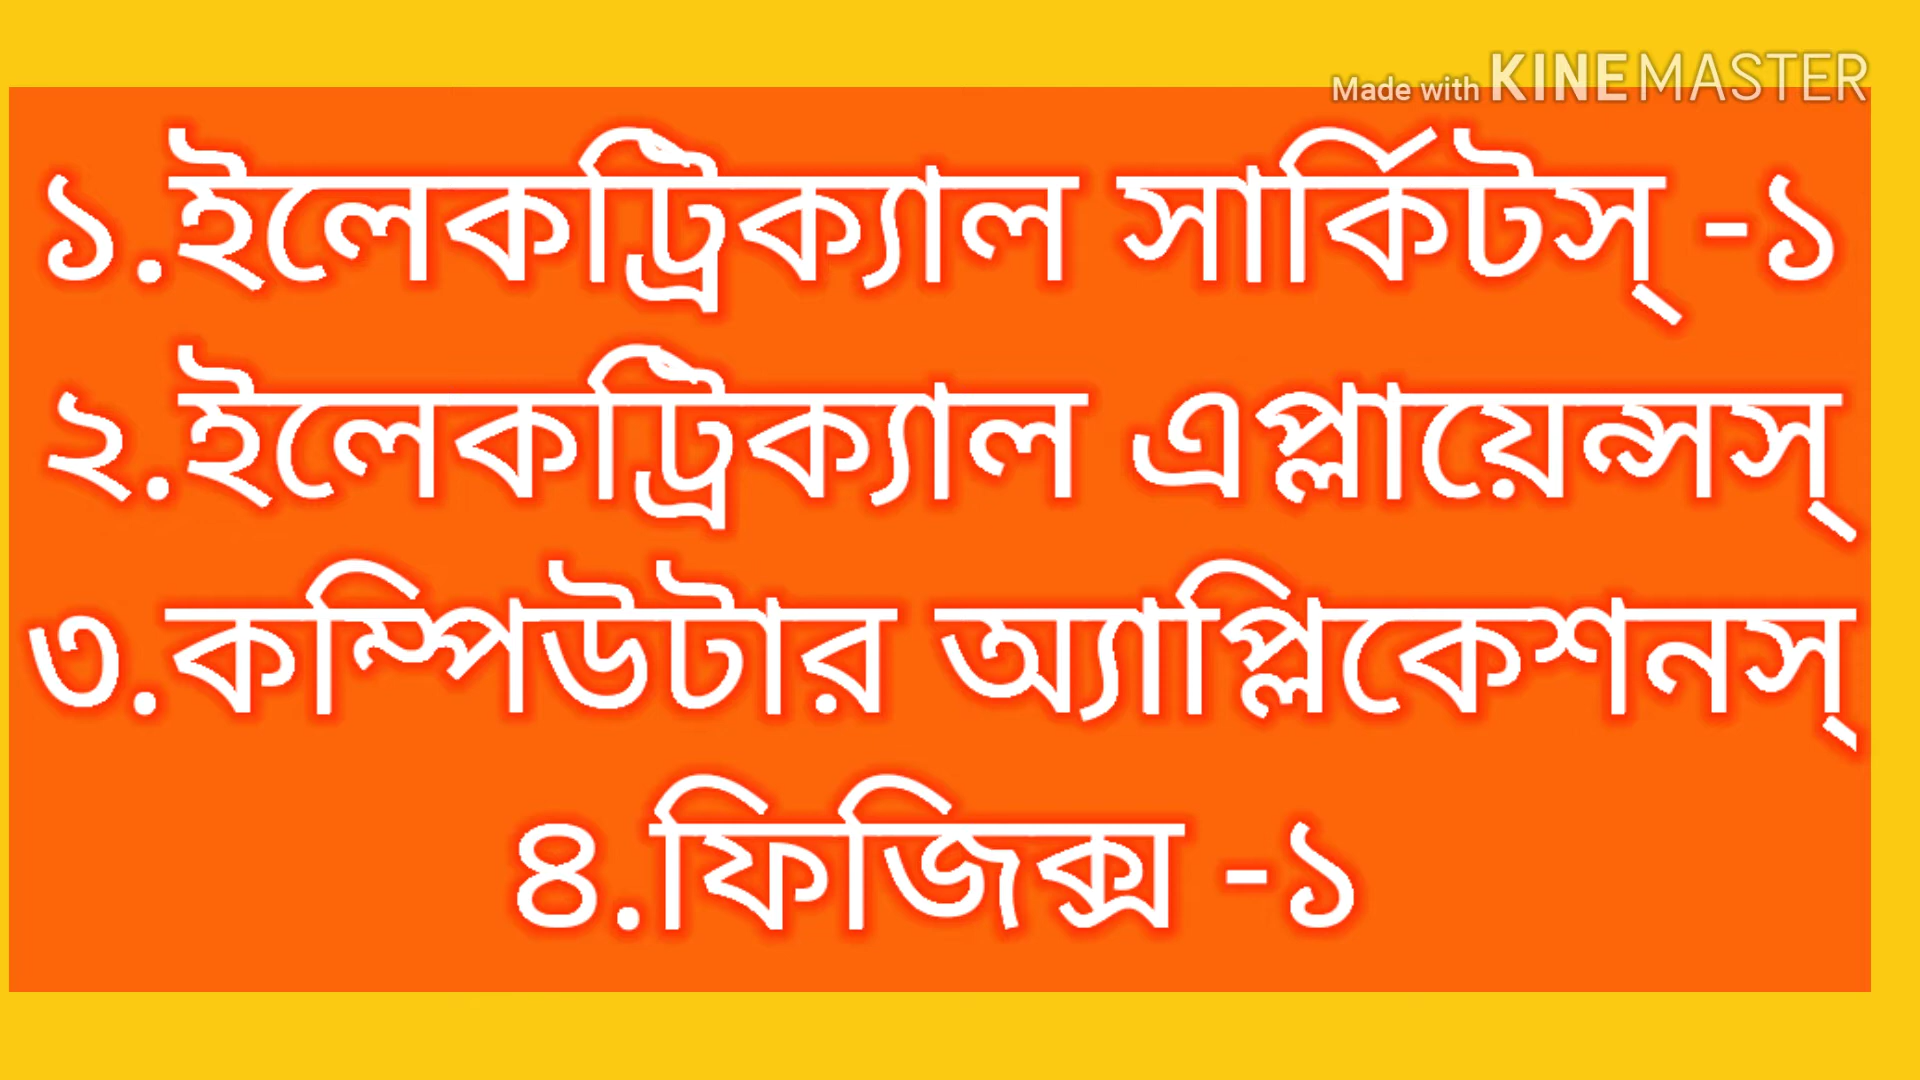 Made with KINEMASTER
১.ইলেকট্রিক্যাল সার্কিটস্ -১
২.ইলেকট্রিক্যাল এপ্লায়েন্সস্
৩.কম্পিউটার অ্যাপ্লিকেশনস্
৪.ফিজিক্স -১